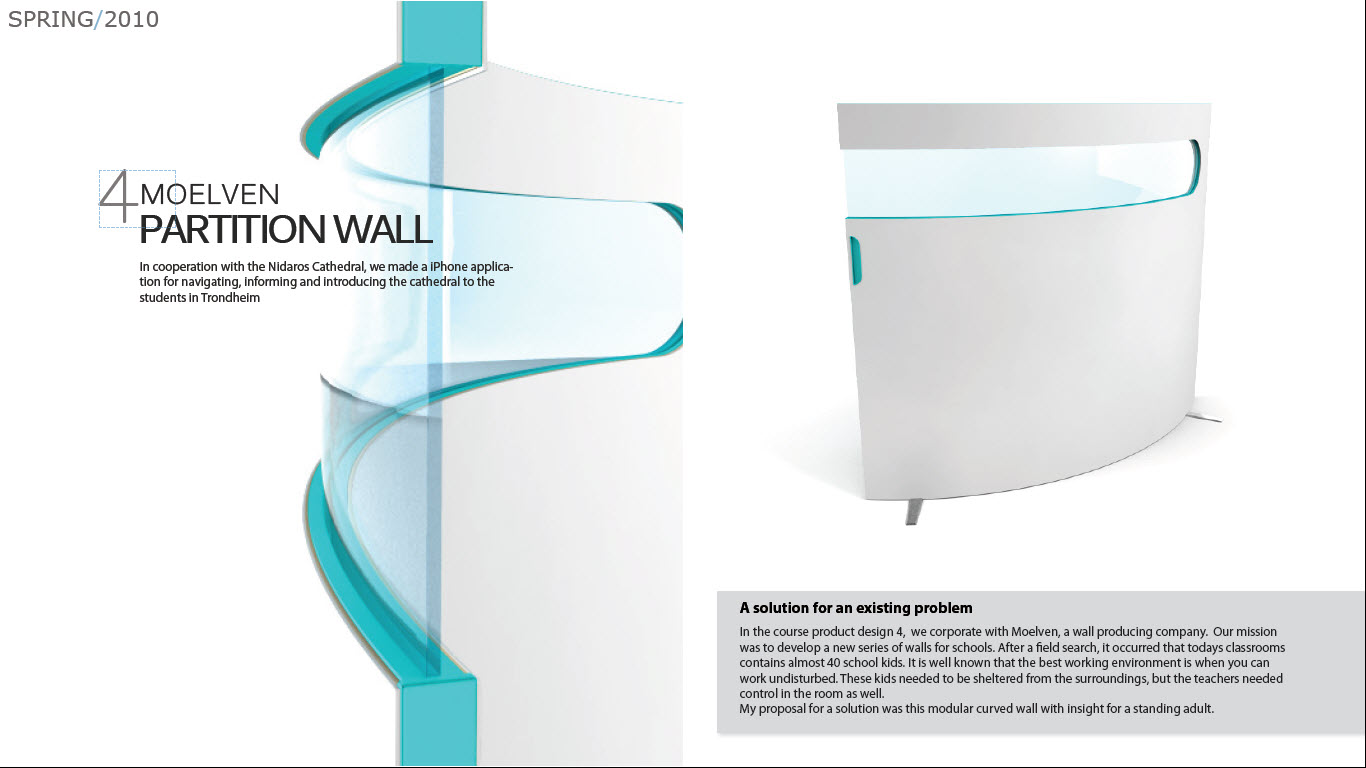 SPRING/2010
4 MOELVEN
PARTITION WALL
In cooperation with the Nidaros Cathedral, we made a iPhone applica-
tion for navigating, informing and introducing the cathedral to the
students in Trondheim
A solution for an existing problem
In the course product design 4, we corporate with Moelven, a wall producing company. Our mission
was to develop a new series of walls for schools. After a field search, it occurred that todays classrooms
contains almost 40 school kids. It is well known that the best working environment is when you can
work undisturbed. These kids needed to be sheltered from the surroundings, but the teachers needed
control in the room as well.
My proposal for a solution was this modular curved wall with insight for a standing adult.